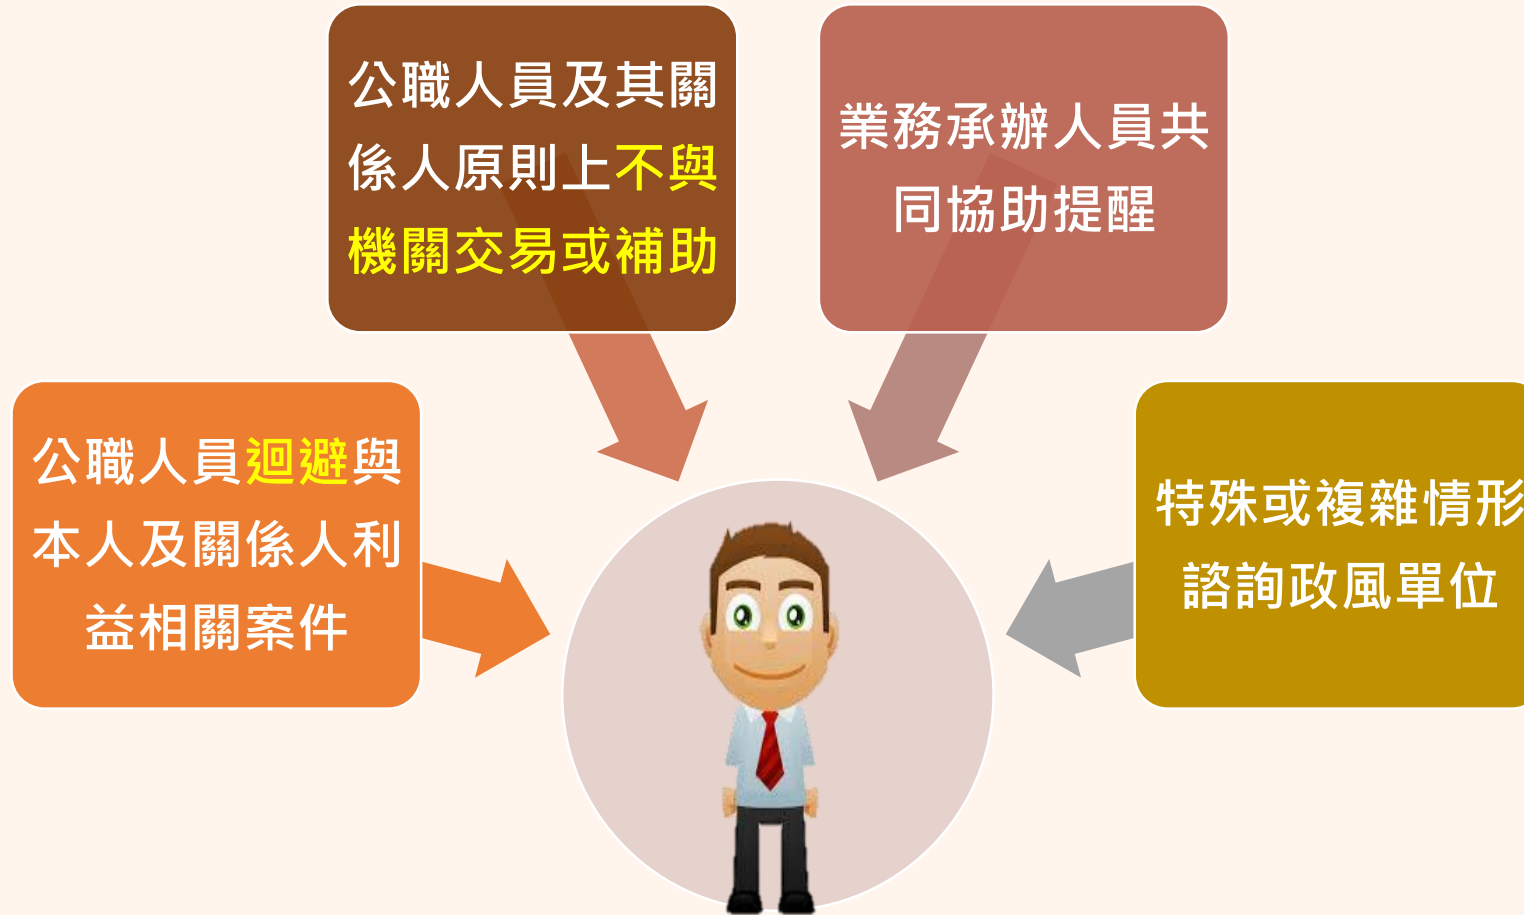 公職人員及其關
係人原則上不與
機關交易或補助
業務承辦人員共
同協助提醒
公職人員迴避與
本人及關係人利
益相關案件
特殊或複雜情形
諮詢政風單位